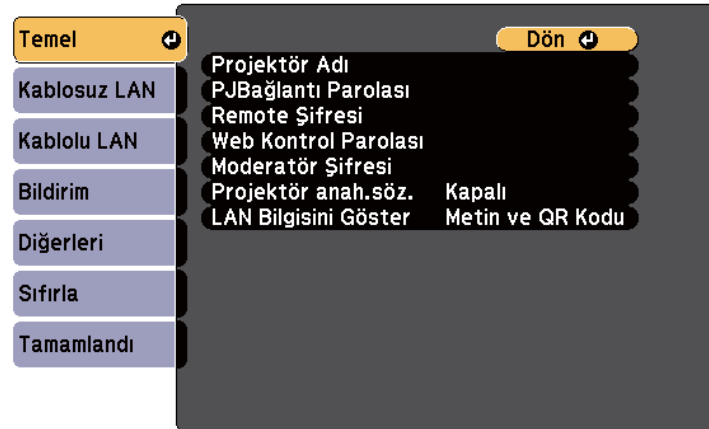 Temel
Kablosuz LAN
Kablolu LAN
Bildirim
Diğerleri
Sıfırla
Tamamlandı
Dön
Projektör Adı
PJBağlantı Parolası
Remote Şifresi
Web Kontrol Parolası
Moderatör Şifresi
Projektör anah.söz. Kapalı
LAN Bilgisini Göster Metin ve QR Kodu